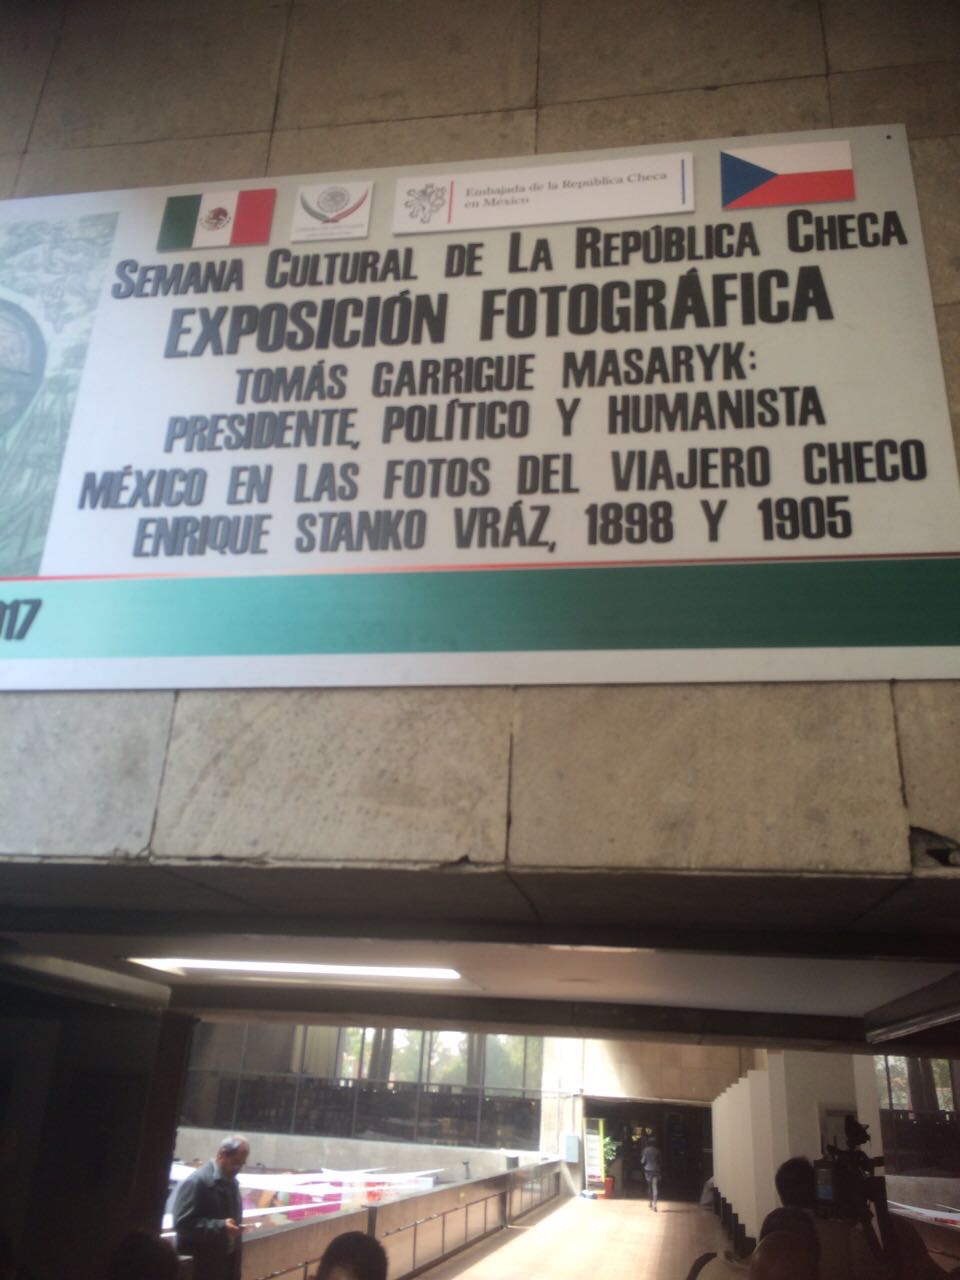 Embajada de la República Checa
en México
SEMANA CULTURAL DE LA REPÚBLICA CHECA
EXPOSICIÓN FOTOGRÁFICA
TOMÁS GARRIGUE MASARYK:
PRESIDENTE, POLÍTICO Y HUMANISTA
MÉXICO EN LAS FOTOS DEL VIAJERO CHECO
ENRIQUE STANKO VRÁZ, 1898 Y 1905
17